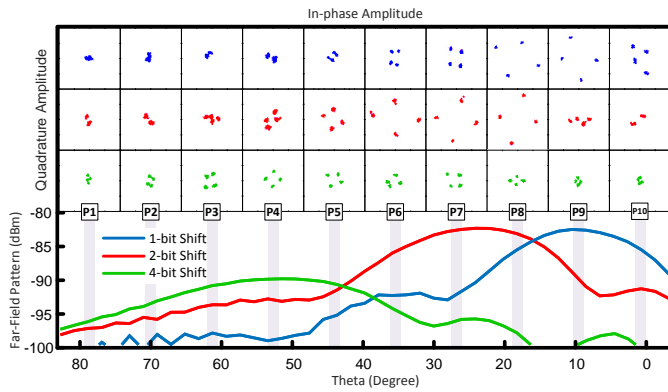 In-phase Amplitude
Quadrature Amplitude
P1 P2 P3 P4 P5 P6 P7 P8 P9 P10
Far-Field Pattern (dBm)
-80
-85
-90
-95
-100
1-bit Shift
2-bit Shift
4-bit Shift
80 70 60 50 40 30 20 10 0
Theta (Degree)